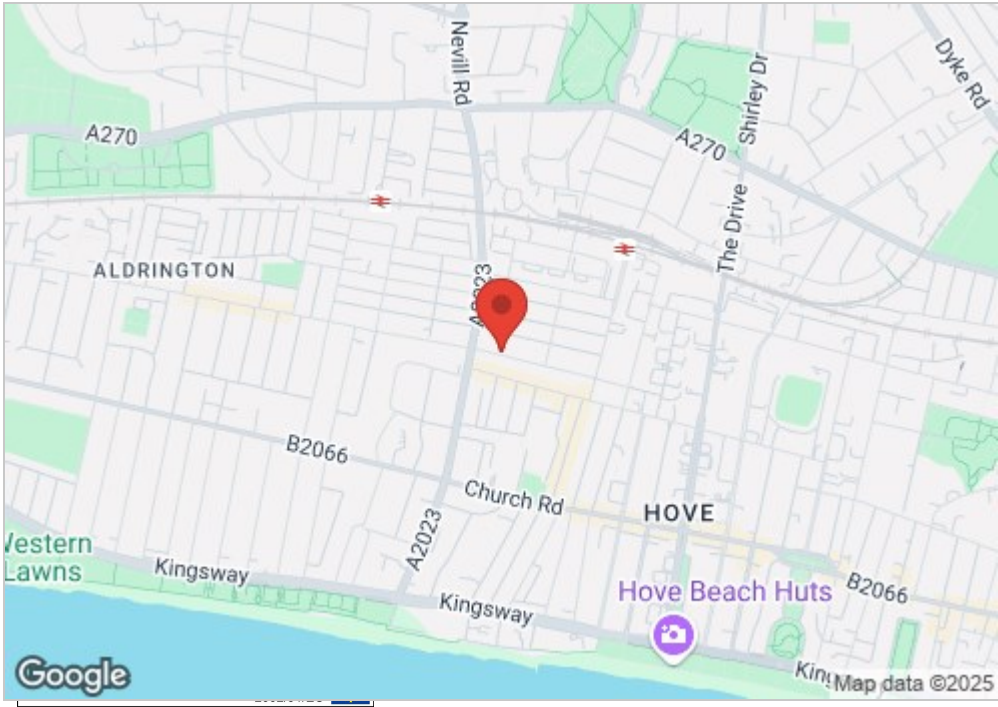 Nevill Rd
Shirley Dr
Dyke Rd
A270
A270
The Drive
ALDRINGTON
A2023
B2066
Church Rd
HOVE
A2023
Western
Lawns
Kingsway
Kingsway
Hove Beach Huts
B2066
Google
Map data ©2025